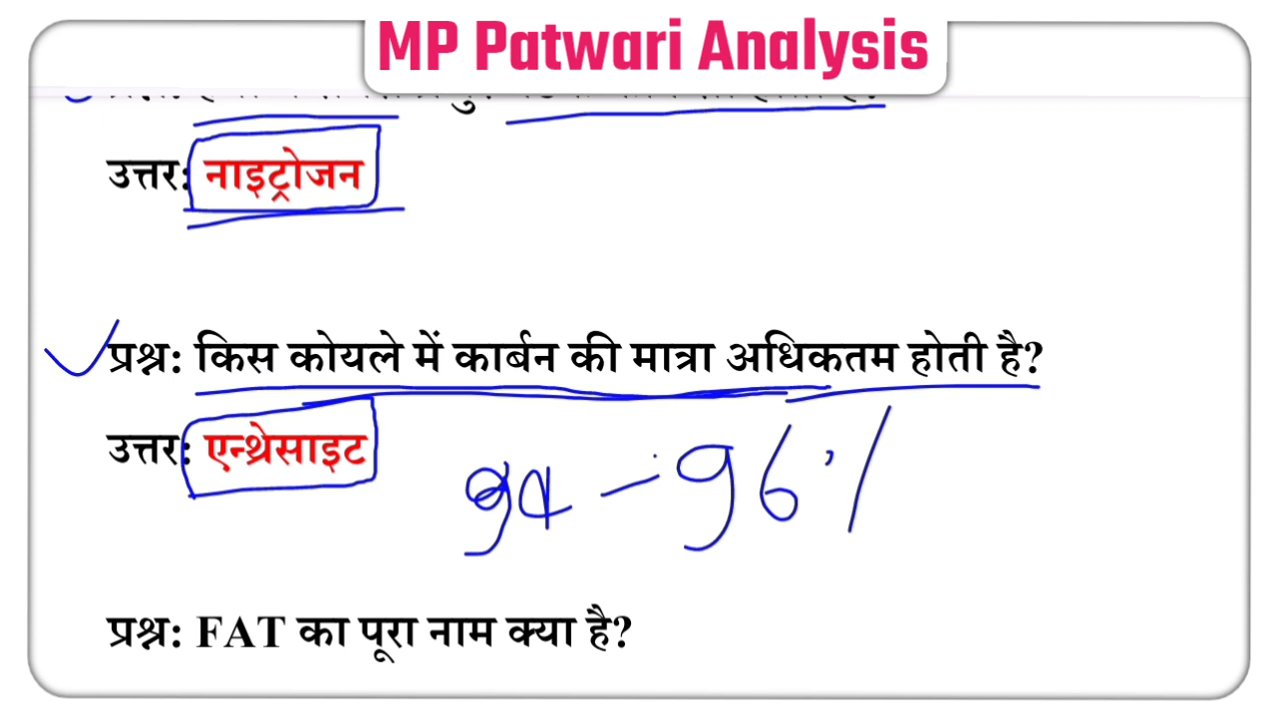 MP Patwari Analysis
उत्तर: नाइट्रोजन
प्रश्न: किस कोयले में कार्बन की मात्रा अधिकतम होती है?
उत्तर: एन्थ्रेसाइट
94 - 96%
प्रश्न: FAT का पूरा नाम क्या है?